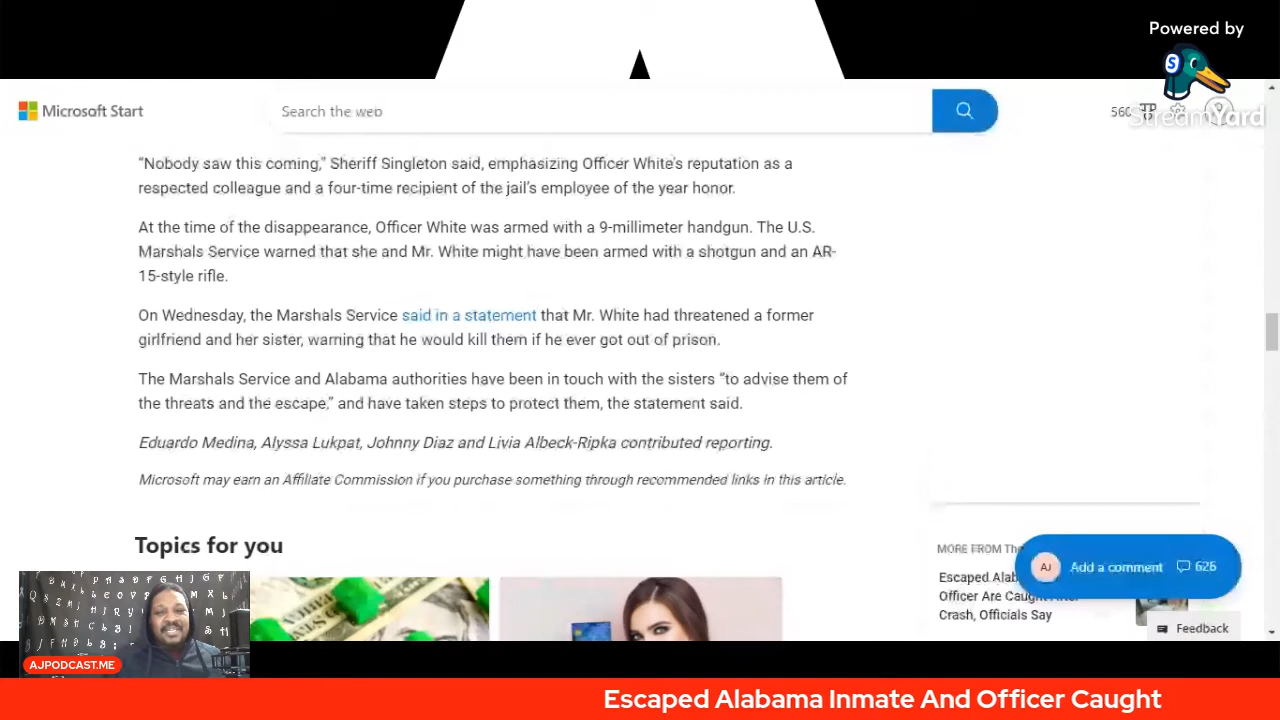 Powered by
StreamYard
Microsoft Start
Search the web
560
“Nobody saw this coming,” Sheriff Singleton said, emphasizing Officer White’s reputation as a
respected colleague and a four-time recipient of the jail’s employee of the year honor.
At the time of the disappearance, Officer White was armed with a 9-millimeter handgun. The U.S.
Marshals Service warned that she and Mr. White might have been armed with a shotgun and an AR-
15-style rifle.
On Wednesday, the Marshals Service said in a statement that Mr. White had threatened a former
girlfriend and her sister, warning that he would kill them if he ever got out of prison.
The Marshals Service and Alabama authorities have been in touch with the sisters “to advise them of
the threats and the escape,” and have taken steps to protect them, the statement said.
Eduardo Medina, Alyssa Lukpat, Johnny Diaz and Livia Albeck-Ripka contributed reporting.
Microsoft may earn an Affiliate Commission if you purchase something through recommended links in this article.
Topics for you
MORE FROM The
Escaped
Officer Are Caught After
Crash, Officials Say
AJ
Add a comment
626
Feedback
AJPODCAST.ME
Escaped Alabama Inmate And Officer Caught